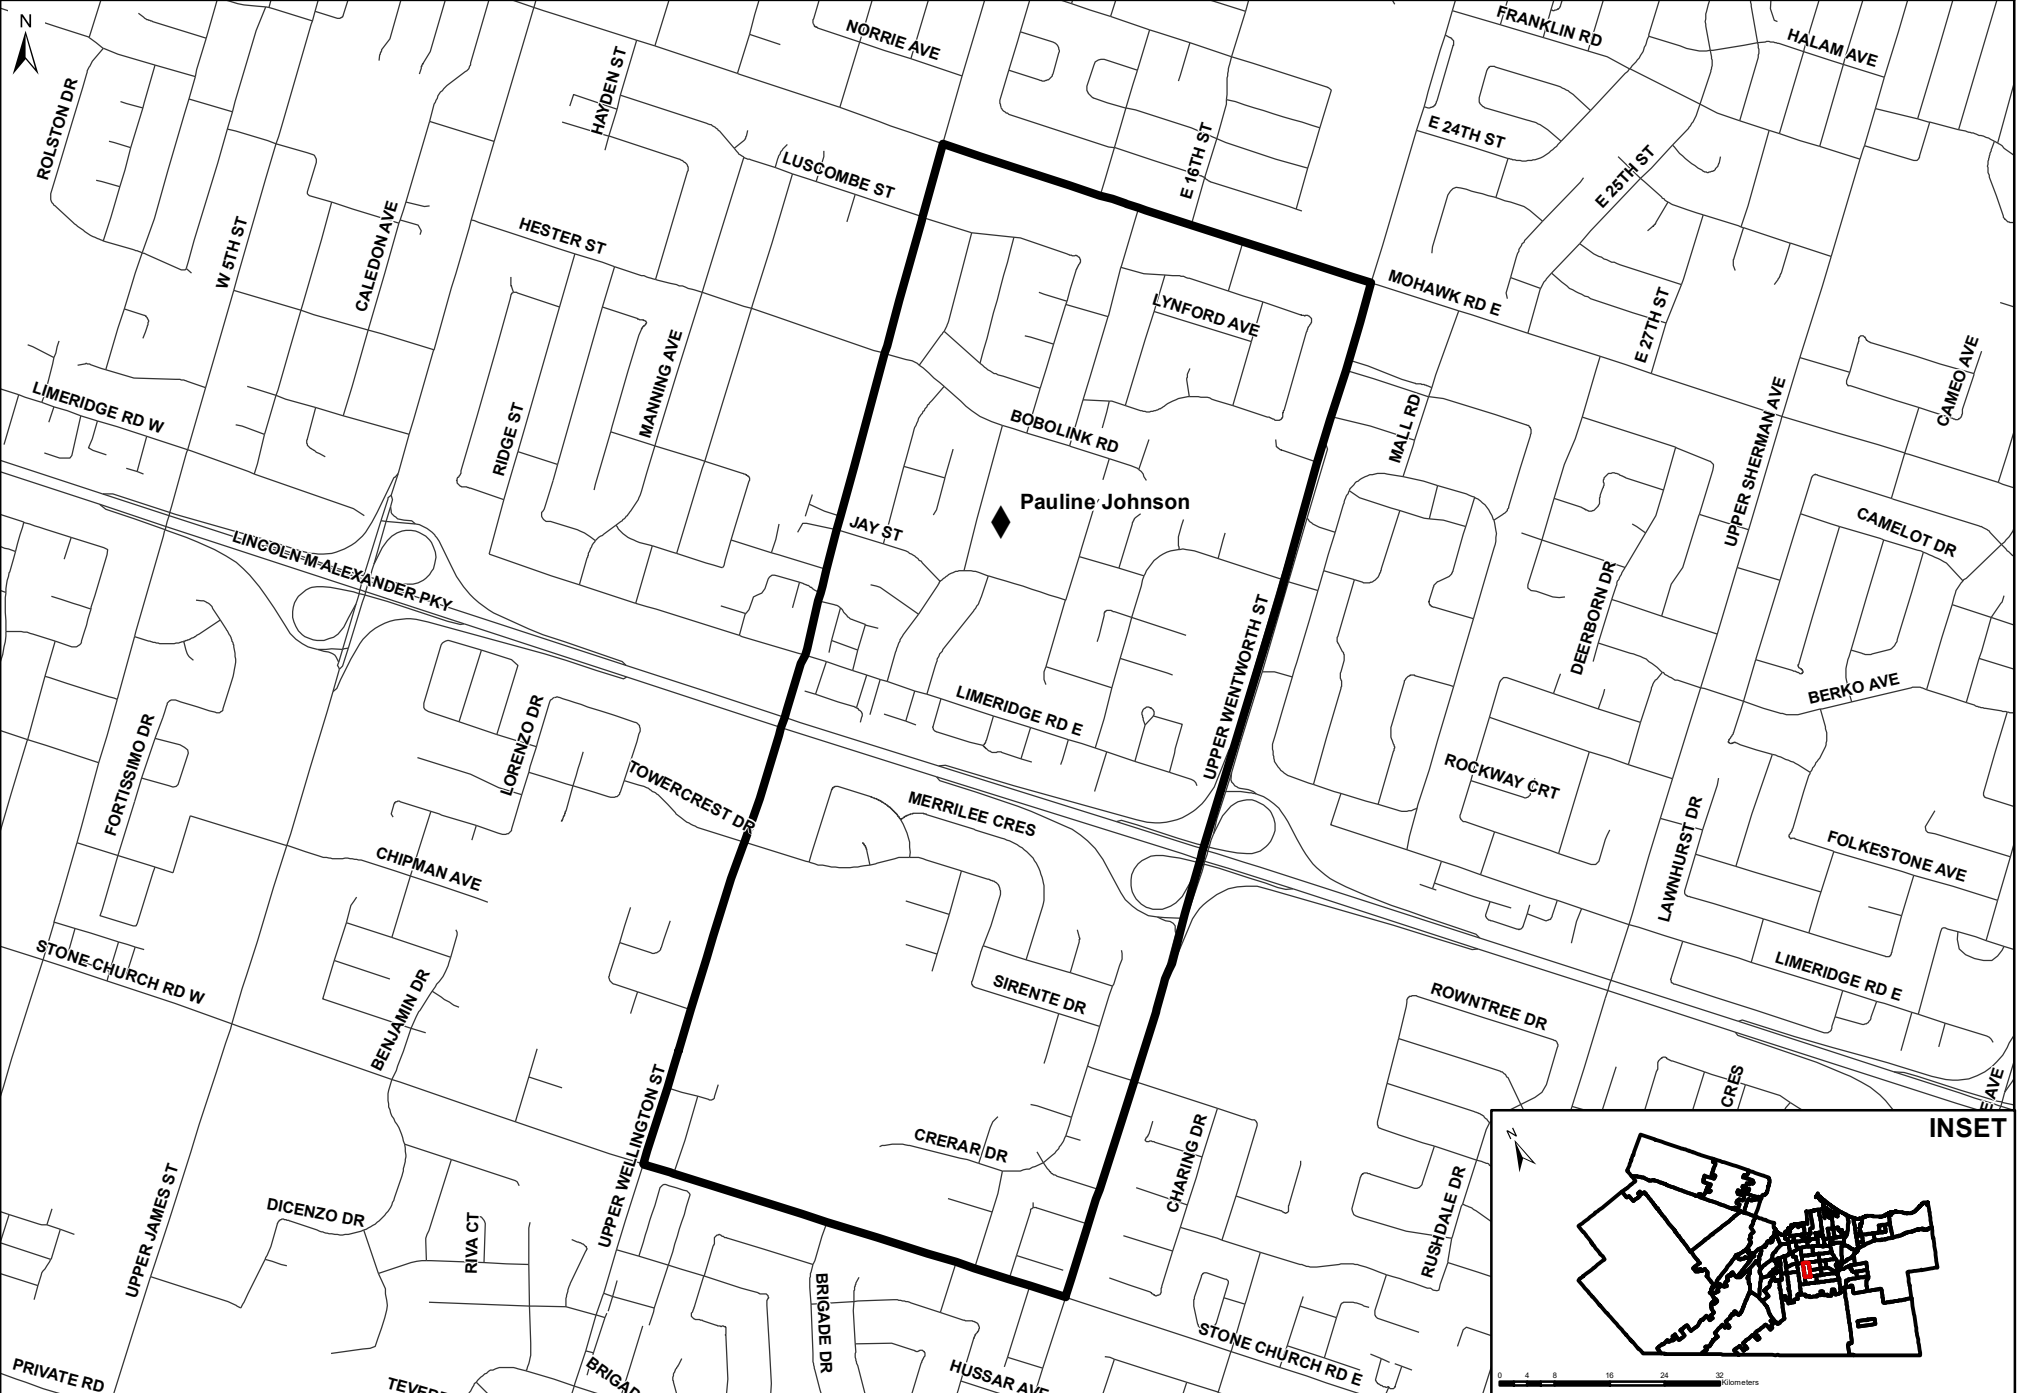 N
NORRIE AVE
FRANKLIN RD
HALAM AVE
HAYDEN ST
ROLSTON DR
E 24TH ST
E 16TH ST
LUSCOMBE ST
E 25TH ST
W 5TH ST
CALEDON AVE
HESTER ST
MOHAWK RD E
LYNFORD AVE
E 27TH ST
MANNING AVE
CAMEO AVE
LIMERIDGE RD W
UPPER SHERMAN AVE
RIDGE ST
MALL RD
BOBOLINK RD
Pauline Johnson
JAY ST
CAMELOT DR
LINCOLN M ALEXANDER PKY
DEERBORN DR
UPPER WENTWORTH ST
BERKO AVE
LIMERIDGE RD E
FORTISSIMO DR
LORENZO DR
TOWERCREST DR
ROCKWAY CRT
MERRILEE CRES
LAWNHURST DR
FOLKESTONE AVE
CHIPMAN AVE
STONE CHURCH RD W
BENJAMIN DR
SIRENTE DR
LIMERIDGE RD E
ROWNTREE DR
UPPER WELLINGTON ST
CRES
E AVE
CRERAR DR
CHARING DR
INSET
N
UPPER JAMES ST
DICENZO DR
RIVA CT
RUSHDALE DR
BRIGADE DR
STONE CHURCH RD E
HUSSAR AVE
BRIGAD
PRIVATE RD
TEVER
0 4 8 16 24 32
Kilometers